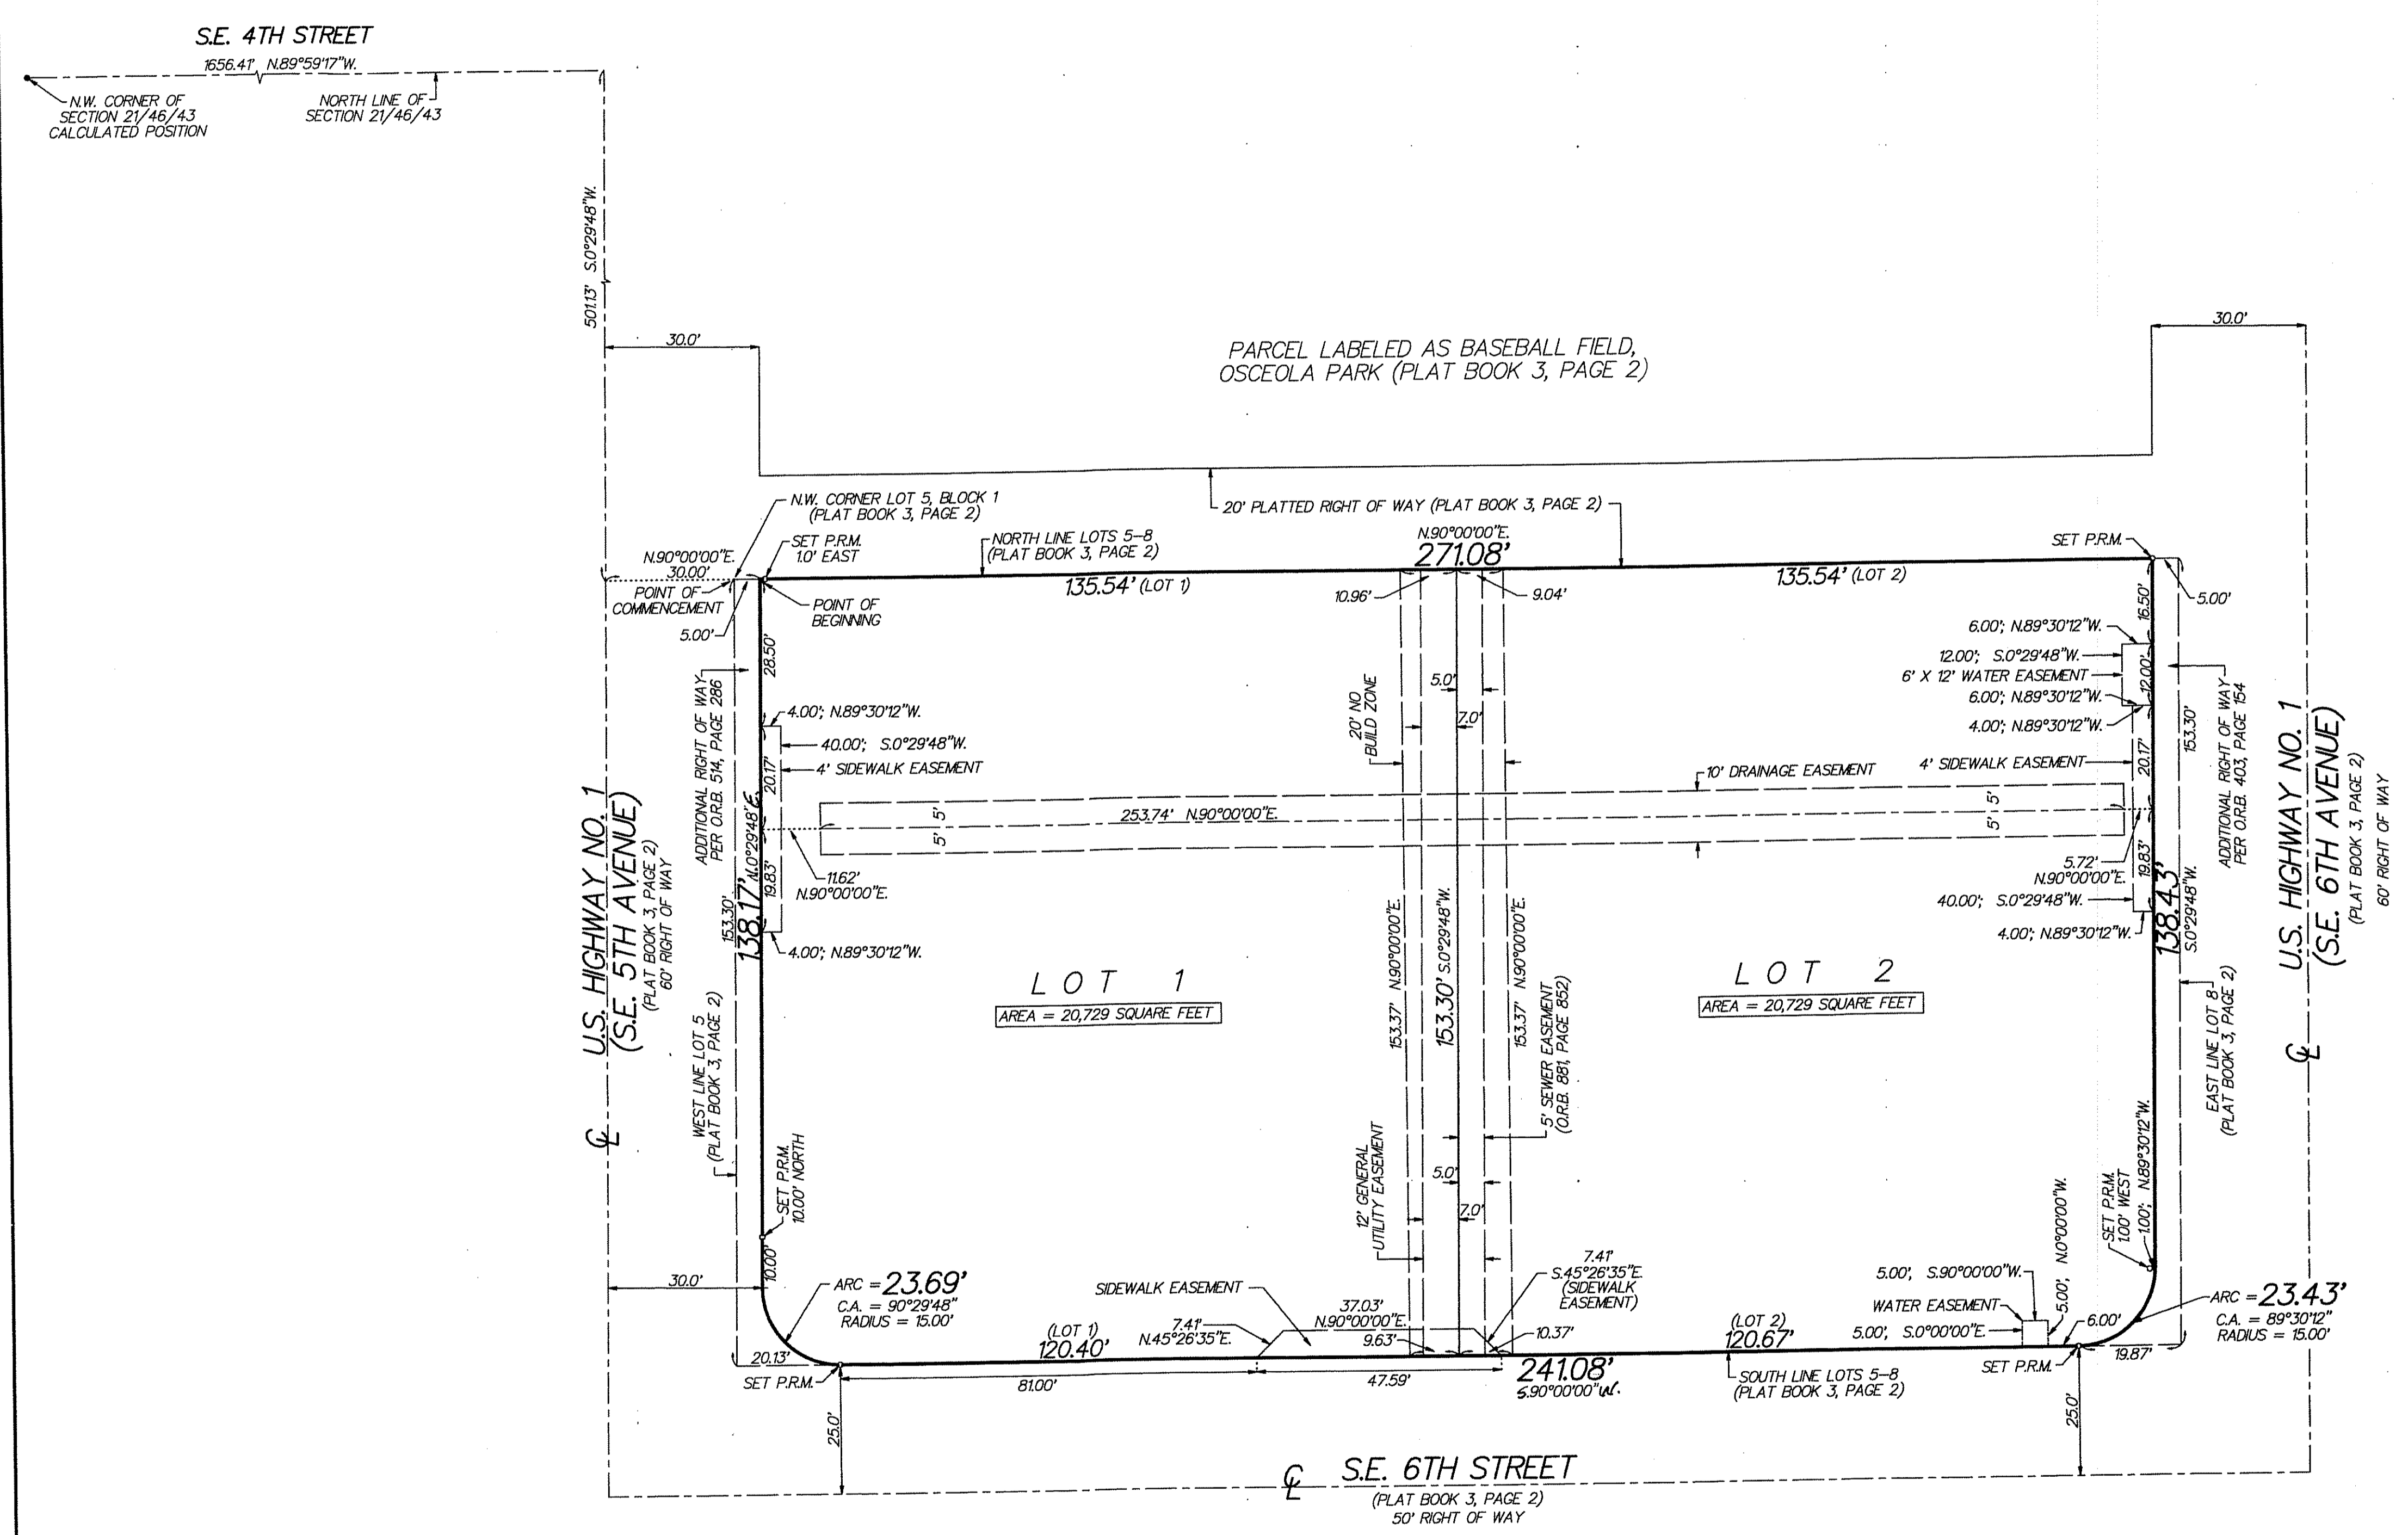 S.E. 4TH STREET
1656.41' N.89°59'17"W.
N.W. CORNER OF
SECTION 21/46/43
CALCULATED POSITION
NORTH LINE OF
SECTION 21/46/43
501.13' S.0°29'48"W.
30.0'
30.0'
PARCEL LABELED AS BASEBALL FIELD,
OSCEOLA PARK (PLAT BOOK 3, PAGE 2)
N.W. CORNER LOT 5, BLOCK 1
(PLAT BOOK 3, PAGE 2)
20' PLATTED RIGHT OF WAY (PLAT BOOK 3, PAGE 2)
SET P.R.M.
1.0' EAST
NORTH LINE LOTS 5-8
(PLAT BOOK 3, PAGE 2)
N.90°00'00"E.
271.08'
SET P.R.M.
N.90°00'00"E.
30.00'
POINT OF
COMMENCEMENT
5.00'
POINT OF
BEGINNING
135.54' (LOT 1)
10.96'
9.04'
135.54' (LOT 2)
5.00'
16.50'
28.50'
6.00'; N.89°30'12"W.
12.00'; S.0°29'48"W.
6' X 12' WATER EASEMENT
12.00'
6.00'; N.89°30'12"W.
4.00'; N.89°30'12"W.
ADDITIONAL RIGHT OF WAY
PER O.R.B. 514, PAGE 286
4.00'; N.89°30'12"W.
40.00'; S.0°29'48"W.
4' SIDEWALK EASEMENT
20.17'
20' NO
BUILD ZONE
5.0'
7.0'
10' DRAINAGE EASEMENT
4' SIDEWALK EASEMENT
20.17'
153.30'
ADDITIONAL RIGHT OF WAY
PER O.R.B. 403, PAGE 154
253.74' N.90°00'00"E.
5'
5'
5'
5'
N.0°29'48"E.
138.17'
153.30'
19.83'
11.62'
N.90°00'00"E.
4.00'; N.89°30'12"W.
5.72'
N.90°00'00"E.
19.83'
40.00'; S.0°29'48"W.
4.00'; N.89°30'12"W.
138.43'
S.0°29'48"W.
U.S. HIGHWAY NO. 1
(S.E. 5TH AVENUE)
(PLAT BOOK 3, PAGE 2)
60' RIGHT OF WAY
U.S. HIGHWAY NO. 1
(S.E. 6TH AVENUE)
(PLAT BOOK 3, PAGE 2)
60' RIGHT OF WAY
LOT 1
AREA = 20,729 SQUARE FEET
153.37' N.90°00'00"E.
153.30' S.0°29'48"W.
153.37' N.90°00'00"E.
5' SEWER EASEMENT
(O.R.B. 881, PAGE 852)
LOT 2
AREA = 20,729 SQUARE FEET
WEST LINE LOT 5
(PLAT BOOK 3, PAGE 2)
EAST LINE LOT 8
(PLAT BOOK 3, PAGE 2)
SET P.R.M.
10.00' NORTH
12' GENERAL
UTILITY EASEMENT
5.0'
7.0'
SET P.R.M.
1.00' WEST
1.00'; N.89°30'12"W.
10.00'
30.0'
ARC = 23.69'
C.A. = 90°29'48"
RADIUS = 15.00'
SIDEWALK EASEMENT
7.41'
N.45°26'35"E.
37.03'
N.90°00'00"E.
7.41'
S.45°26'35"E.
(SIDEWALK
EASEMENT)
9.63'
10.37'
5.00', S.90°00'00"W.
WATER EASEMENT
5.00', S.0°00'00"E.
5.00', N.0°00'00"W.
6.00'
ARC = 23.43'
C.A. = 89°30'12"
RADIUS = 15.00'
20.13'
SET P.R.M.
(LOT 1)
120.40'
(LOT 2)
120.67'
SET P.R.M.
19.87'
81.00'
47.59'
241.08'
S.90°00'00"W.
SOUTH LINE LOTS 5-8
(PLAT BOOK 3, PAGE 2)
25.0'
25.0'
S.E. 6TH STREET
(PLAT BOOK 3, PAGE 2)
50' RIGHT OF WAY